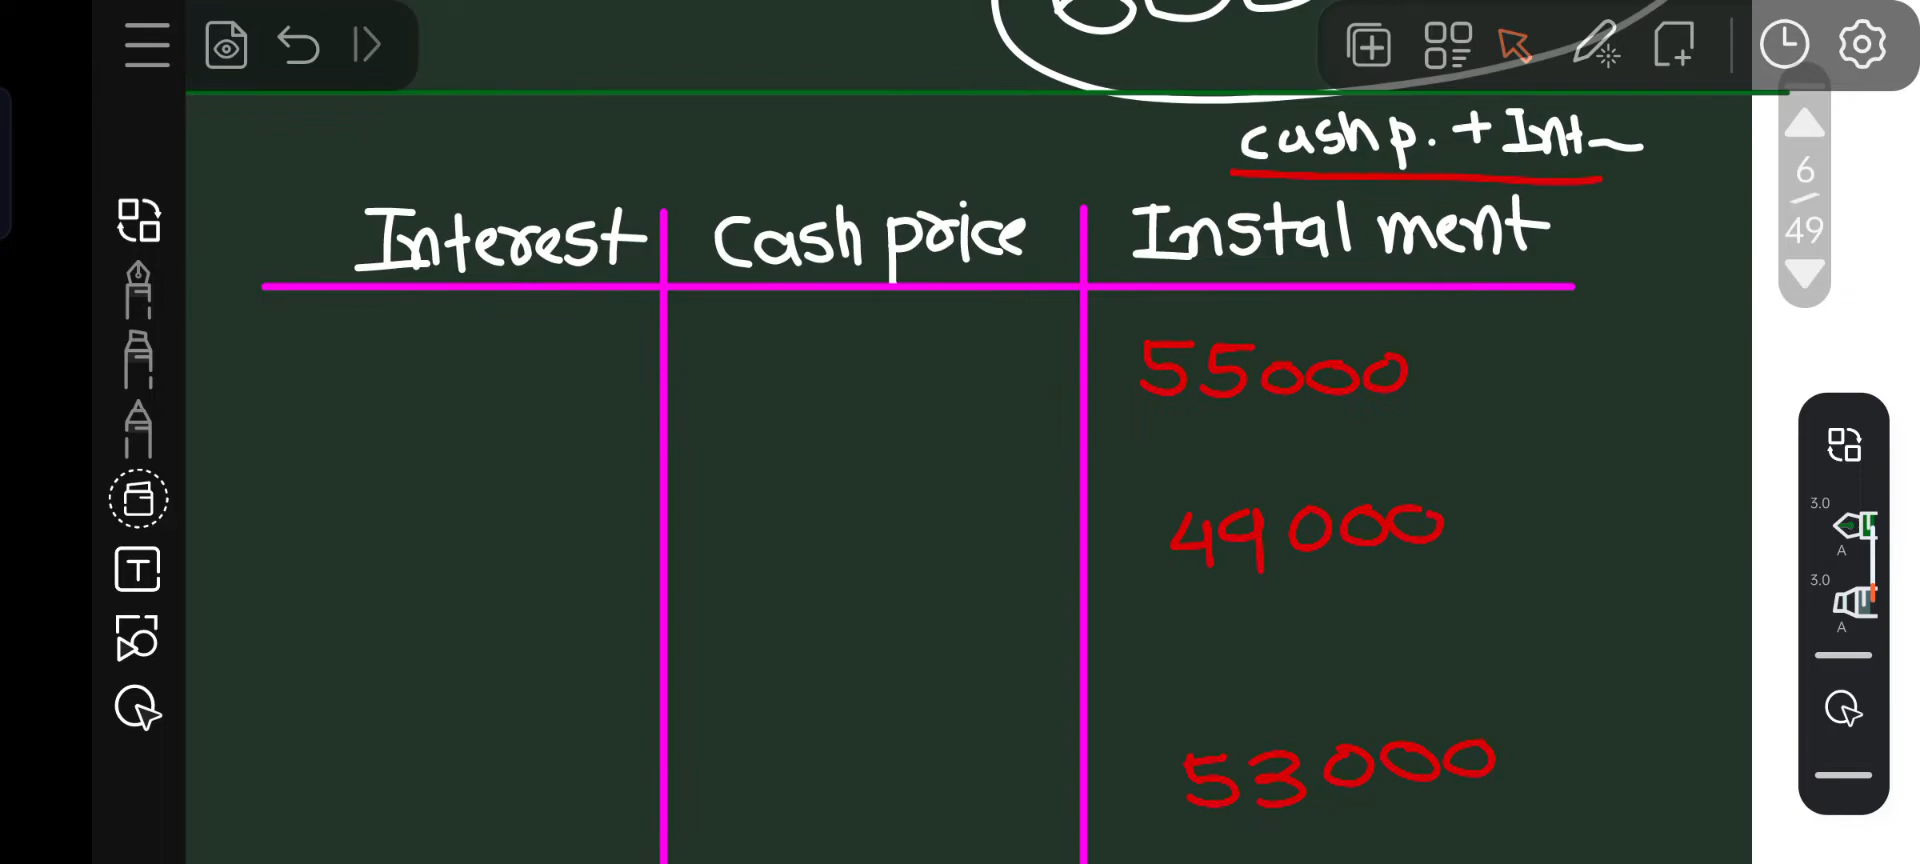 cash p. + Int
Interest Cash price Instalment
55000
49000
53000
6
49
3.0
A
3.0
A
T